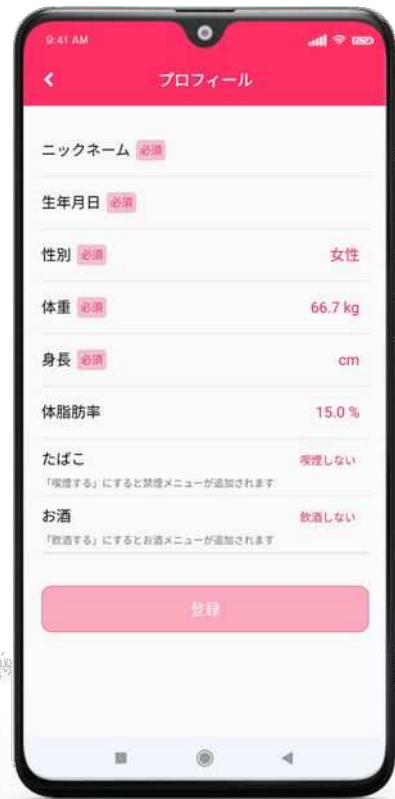 9:41 AM
プロフィール
ニックネーム 必須
生年月日 必須
性別 必須 女性
体重 必須 66.7 kg
身長 必須 cm
体脂肪率 15.0 %
たばこ 喫煙しない
「喫煙する」にすると禁煙メニューが追加されます
お酒 飲酒しない
「飲酒する」にするとお酒メニューが追加されます
登録